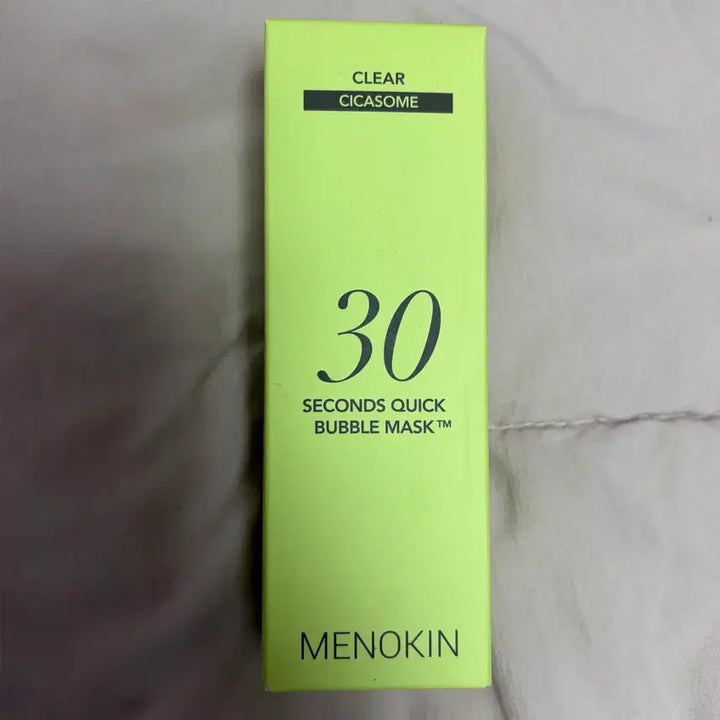 CLEAR
CICASOME
30
SECONDS QUICK
BUBBLE MASK™
MENOKIN